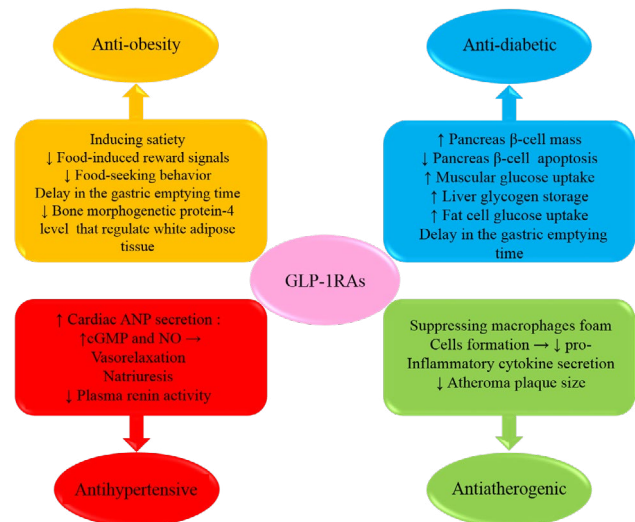 Anti-obesity
Anti-diabetic
Inducing satiety
↓ Food-induced reward signals
↓ Food-seeking behavior
Delay in the gastric emptying time
↓ Bone morphogenetic protein-4
level that regulate white adipose
tissue
↑ Pancreas β-cell mass
↓ Pancreas β-cell apoptosis
↑ Muscular glucose uptake
↑ Liver glycogen storage
↑ Fat cell glucose uptake
Delay in the gastric emptying
time
GLP-1RAs
↑ Cardiac ANP secretion :
↑cGMP and NO →
Vasorelaxation
Natriuresis
↓ Plasma renin activity
Suppressing macrophages foam
Cells formation → ↓ pro-
Inflammatory cytokine secretion
↓ Atheroma plaque size
Antihypertensive
Antiatherogenic